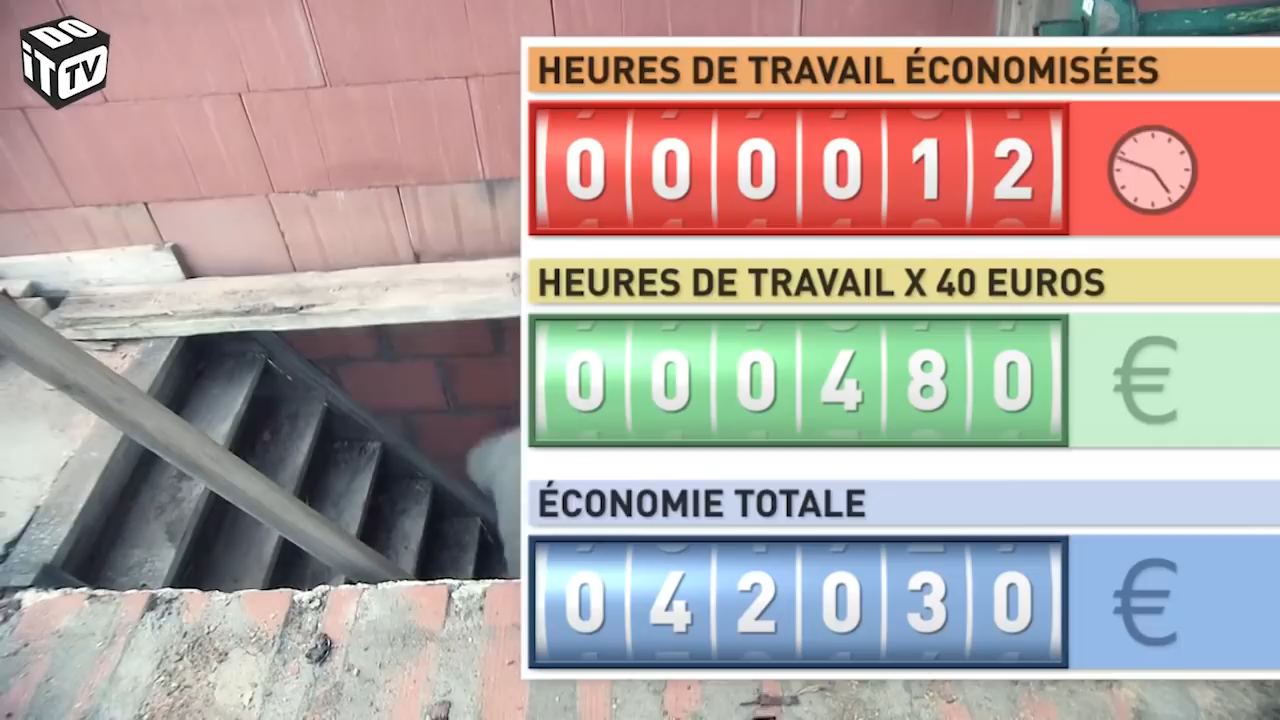 DO
iT TV
HEURES DE TRAVAIL ÉCONOMISÉES
000012
HEURES DE TRAVAIL X 40 EUROS
000480 €
ÉCONOMIE TOTALE
042030 €